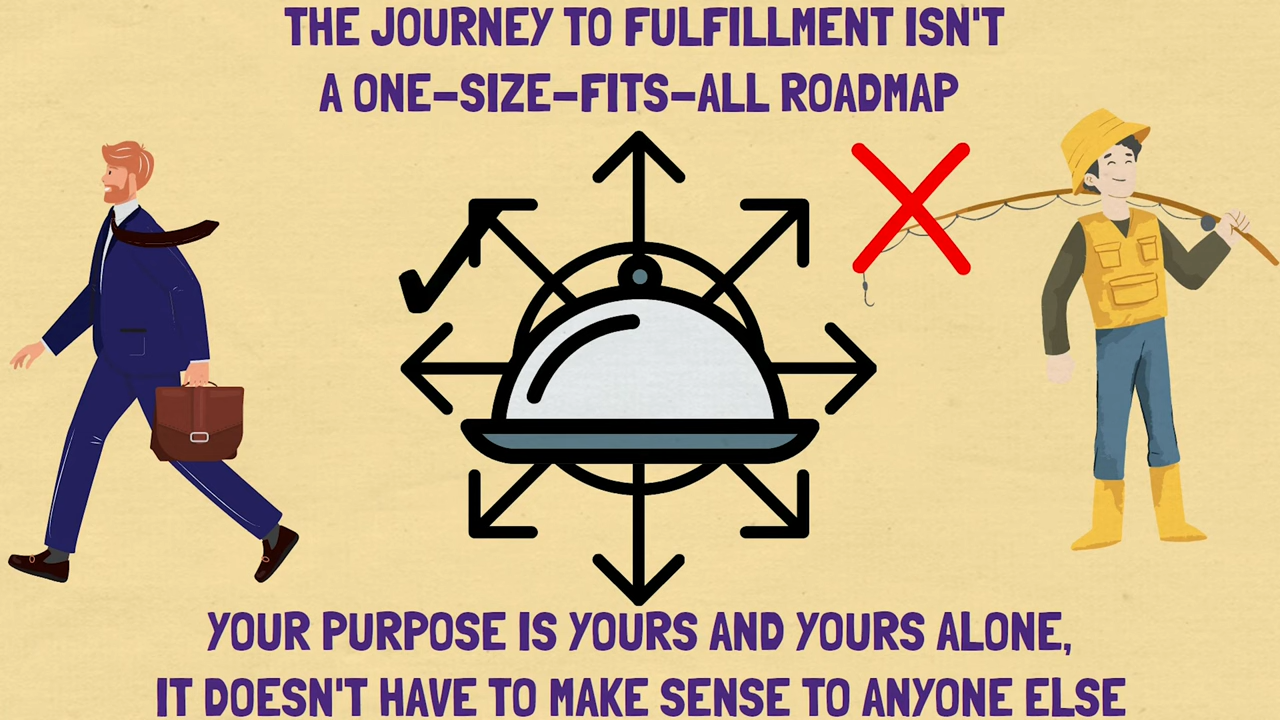 THE JOURNEY TO FULFILLMENT ISN'T
A ONE-SIZE-FITS-ALL ROADMAP
YOUR PURPOSE IS YOURS AND YOURS ALONE,
IT DOESN'T HAVE TO MAKE SENSE TO ANYONE ELSE